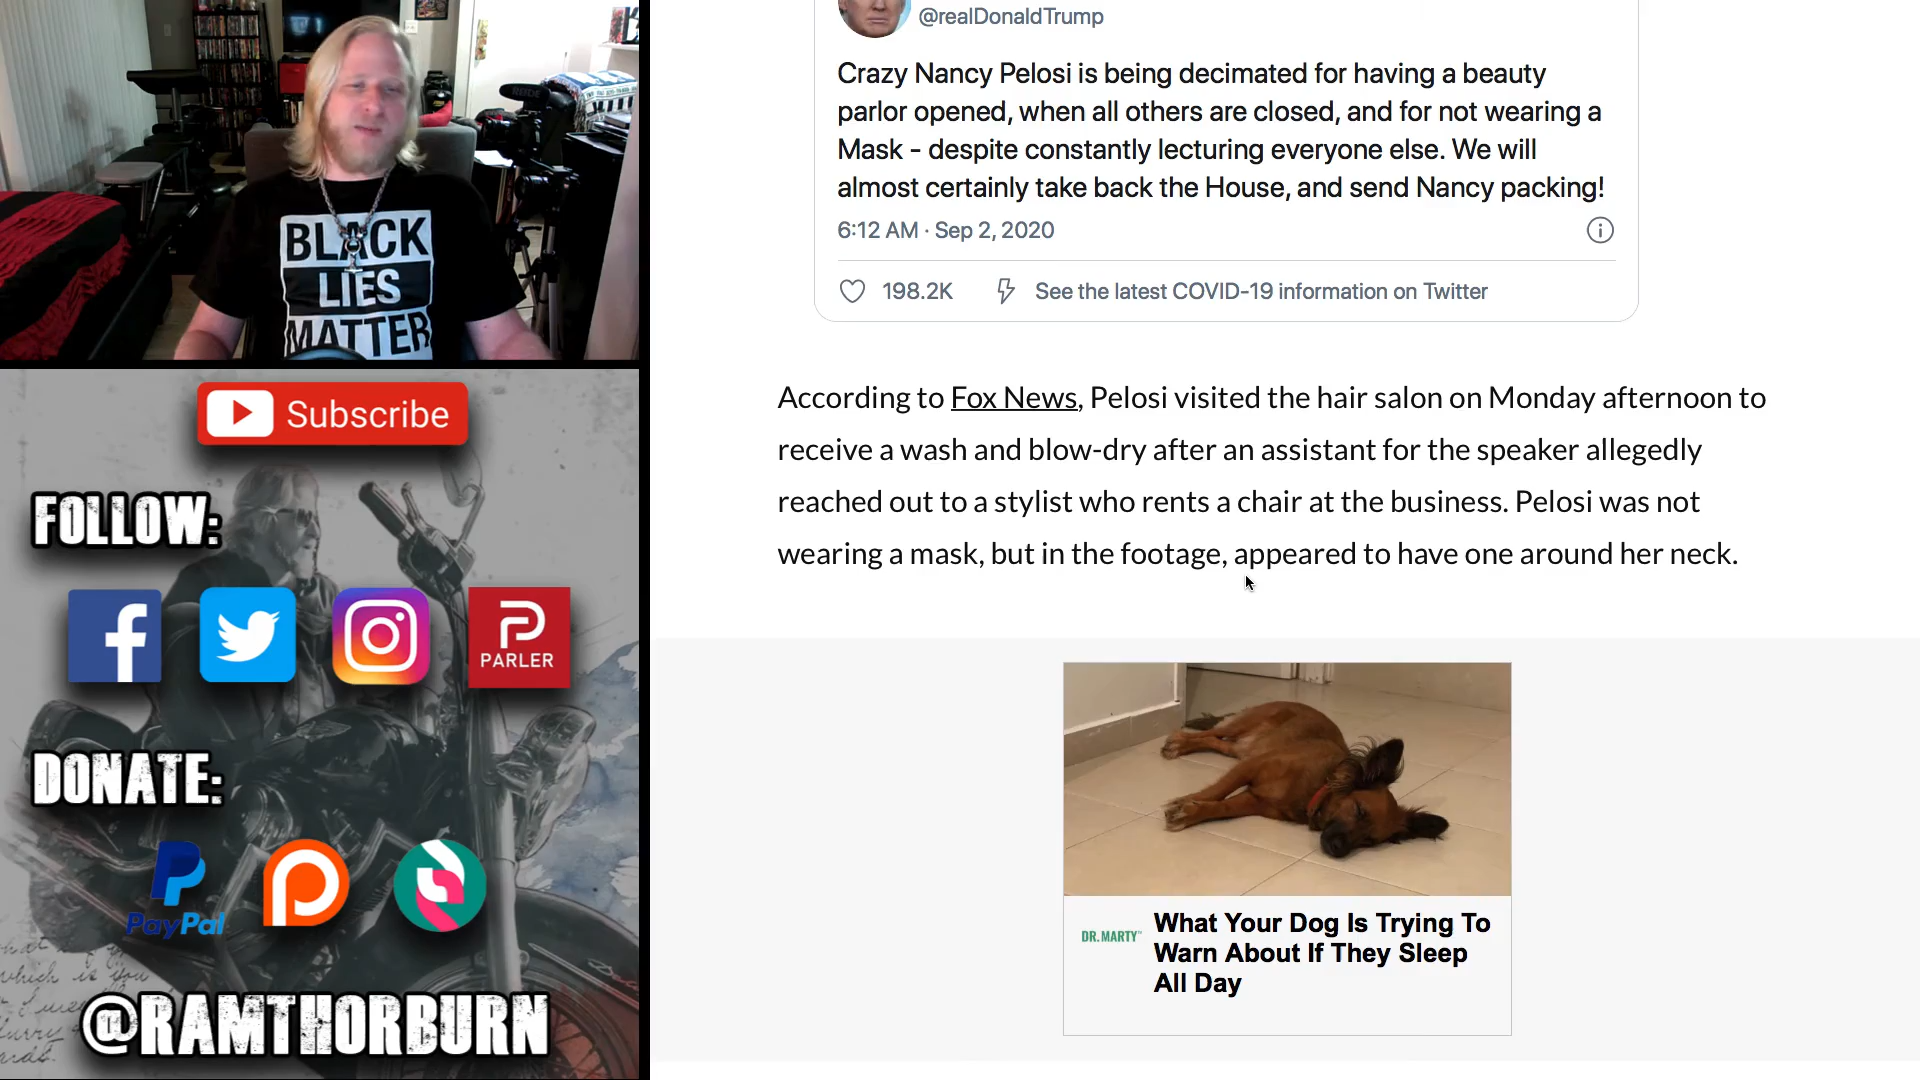 BLACK
LIES
MATTER
Subscribe
FOLLOW:
PARLER
DONATE:
PayPal
@RAMTHORBURN
@realDonaldTrump
Crazy Nancy Pelosi is being decimated for having a beauty
parlor opened, when all others are closed, and for not wearing a
Mask - despite constantly lecturing everyone else. We will
almost certainly take back the House, and send Nancy packing!
6:12 AM · Sep 2, 2020
198.2K
See the latest COVID-19 information on Twitter
According to Fox News, Pelosi visited the hair salon on Monday afternoon to
receive a wash and blow-dry after an assistant for the speaker allegedly
reached out to a stylist who rents a chair at the business. Pelosi was not
wearing a mask, but in the footage, appeared to have one around her neck.
DR. MARTY™
What Your Dog Is Trying To
Warn About If They Sleep
All Day